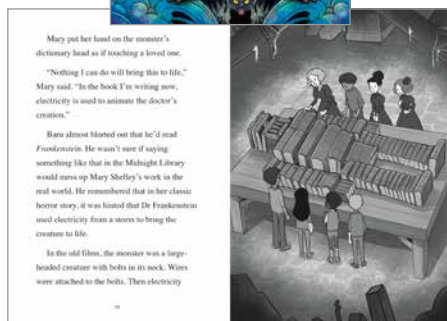 Mary put her hand on the monster's
dictionary head as if touching a loved one.
"Nothing I can do will bring this to life,"
Mary said. "In the book I'm writing now,
electricity is used to animate the doctor's
creation."
Baru almost blurted out that he'd read
Frankenstein. He wasn't sure if saying
something like that in the Midnight Library
would mess up Mary Shelley's work in the
real world. He remembered that in her classic
horror story, it was hinted that Dr Frankenstein
used electricity from a storm to bring the
creature to life.
In the old films, the monster was a large-
headed creature with bolts in its neck. Wires
were attached to the bolts. Then electricity